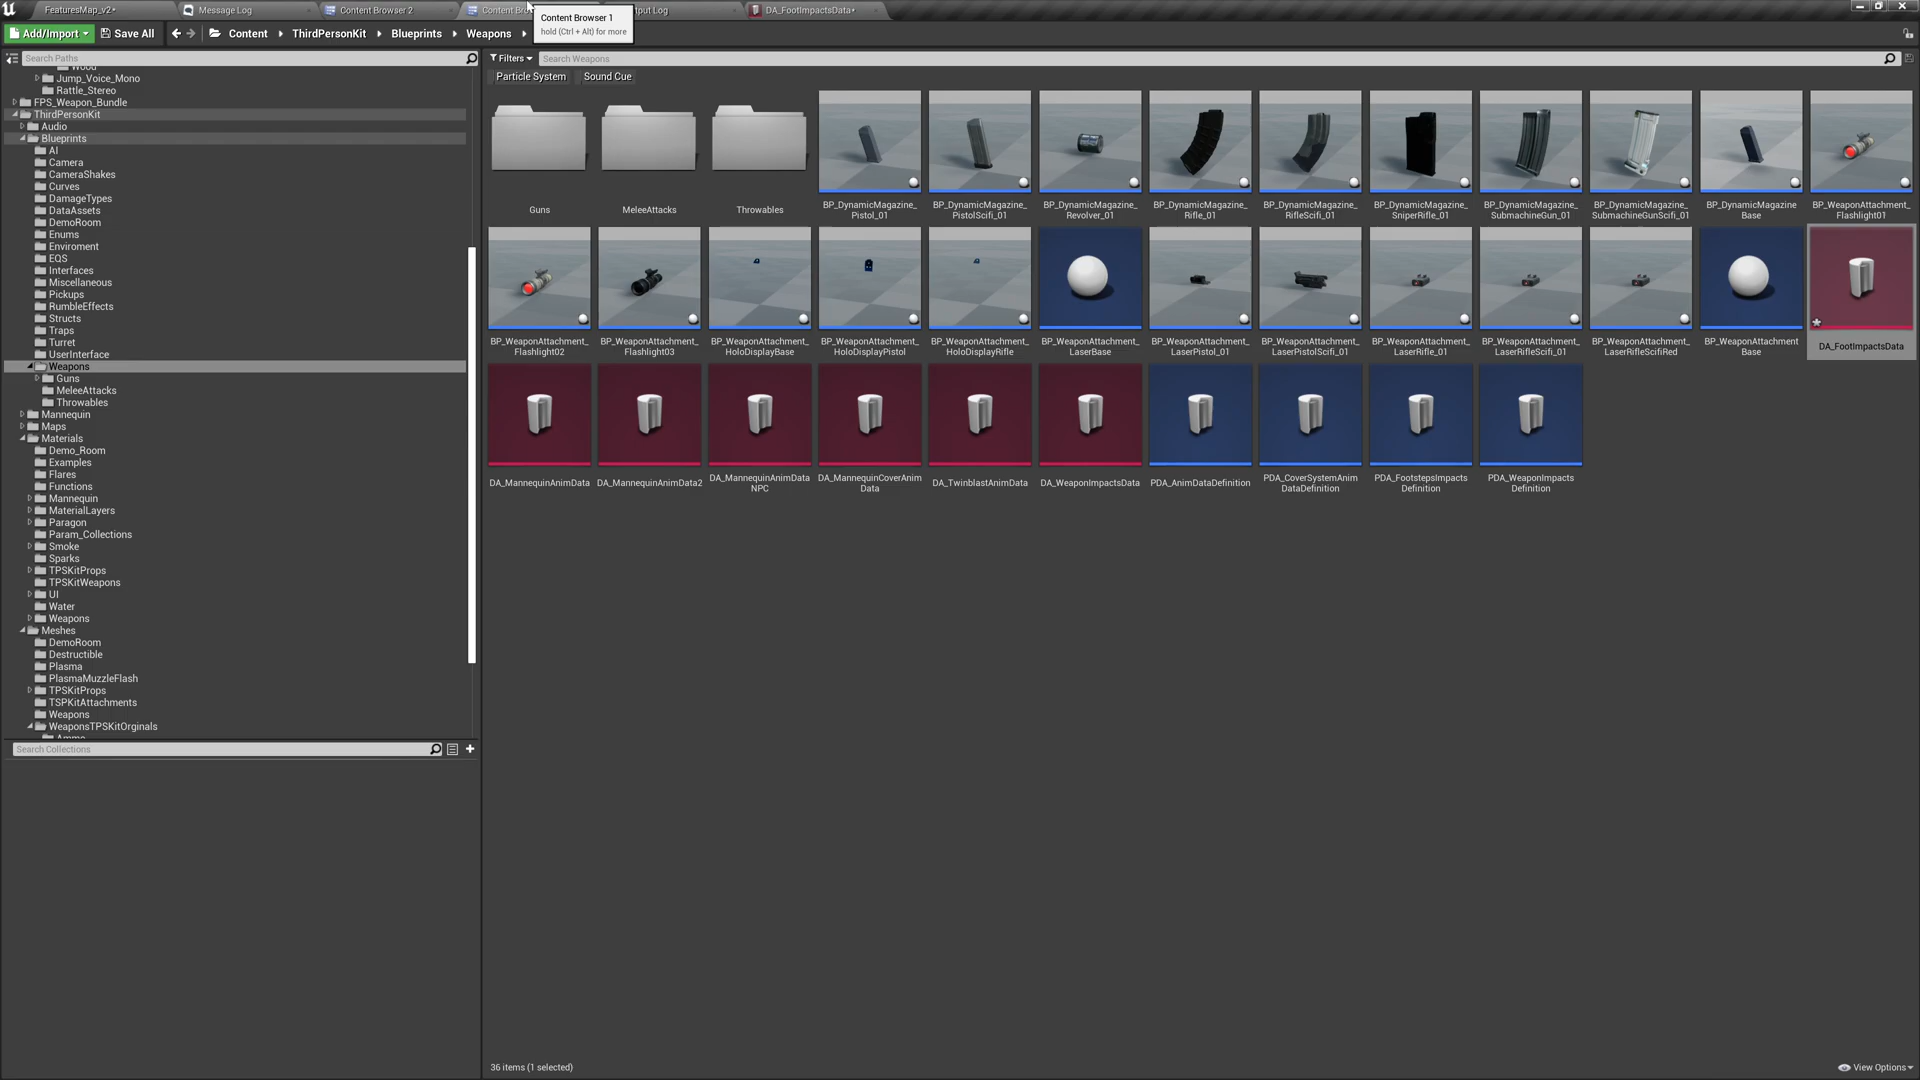 FeaturesMap_v2•
Message Log
Content Browser 2
Content Bro
tput Log
DA_FootImpactsData•
Content Browser 1
hold (Ctrl + Alt) for more
Add/Import
Save All
Content
ThirdPersonKit
Blueprints
Weapons
Search Paths
Filters
Search Weapons
Particle System
Sound Cue
Jump_Voice_Mono
Rattle_Stereo
FPS_Weapon_Bundle
ThirdPersonKit
Audio
Blueprints
AI
Camera
CameraShakes
Curves
DamageTypes
DataAssets
DemoRoom
Enums
Enviroment
EQS
Interfaces
Miscellaneous
Pickups
RumbleEffects
Structs
Traps
Turret
UserInterface
Weapons
Guns
MeleeAttacks
Throwables
Mannequin
Maps
Materials
Demo_Room
Examples
Flares
Functions
Mannequin
MaterialLayers
Paragon
Param_Collections
Smoke
Sparks
TPSKitProps
TPSKitWeapons
UI
Water
Weapons
Meshes
DemoRoom
Destructible
Plasma
PlasmaMuzzleFlash
TPSKitProps
TSPKitAttachments
Weapons
WeaponsTPSKitOrginals
Search Collections
Guns
MeleeAttacks
Throwables
BP_DynamicMagazine_
Pistol_01
BP_DynamicMagazine_
PistolScifi_01
BP_DynamicMagazine_
Revolver_01
BP_DynamicMagazine_
Rifle_01
BP_DynamicMagazine_
RifleScifi_01
BP_DynamicMagazine_
SniperRifle_01
BP_DynamicMagazine_
SubmachineGun_01
BP_DynamicMagazine_
SubmachineGunScifi_01
BP_DynamicMagazine
Base
BP_WeaponAttachment_
Flashlight01
BP_WeaponAttachment_
Flashlight02
BP_WeaponAttachment_
Flashlight03
BP_WeaponAttachment_
HoloDisplayBase
BP_WeaponAttachment_
HoloDisplayPistol
BP_WeaponAttachment_
HoloDisplayRifle
BP_WeaponAttachment_
LaserBase
BP_WeaponAttachment_
LaserPistol_01
BP_WeaponAttachment_
LaserPistolScifi_01
BP_WeaponAttachment_
LaserRifle_01
BP_WeaponAttachment_
LaserRifleScifi_01
BP_WeaponAttachment_
LaserRifleScifiRed
BP_WeaponAttachment
Base
DA_FootImpactsData
DA_MannequinAnimData
DA_MannequinAnimData2
DA_MannequinAnimData
NPC
DA_MannequinCoverAnim
Data
DA_TwinblastAnimData
DA_WeaponImpactsData
PDA_AnimDataDefinition
PDA_CoverSystemAnim
DataDefinition
PDA_FootstepsImpacts
Definition
PDA_WeaponImpacts
Definition
36 items (1 selected)
View Options